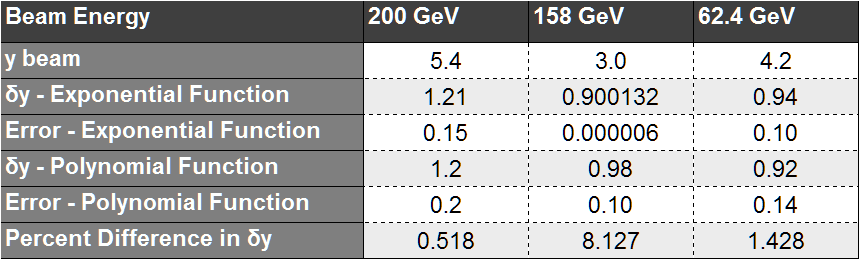 Beam Energy 200 GeV 158 GeV 62.4 GeV
y beam 5.4 3.0 4.2
δy - Exponential Function 1.21 0.900132 0.94
Error - Exponential Function 0.15 0.000006 0.10
δy - Polynomial Function 1.2 0.98 0.92
Error - Polynomial Function 0.2 0.10 0.14
Percent Difference in δy 0.518 8.127 1.428